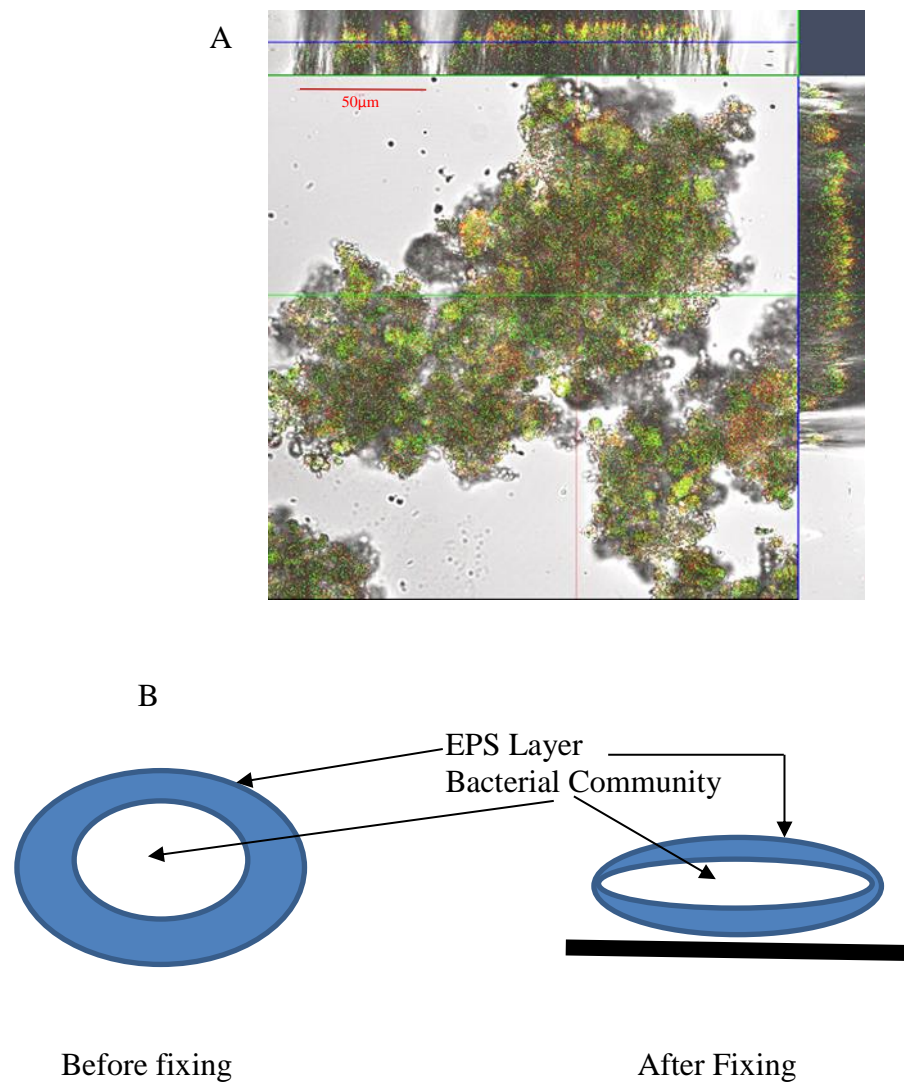 A
50µm
B
EPS Layer
Bacterial Community
Before fixing
After Fixing